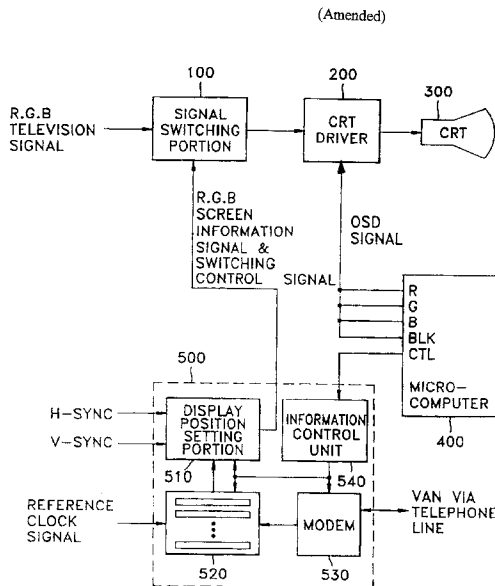 (Amended)
100
200
300
R.G.B
TELEVISION
SIGNAL
SIGNAL
SWITCHING
PORTION
CRT
DRIVER
CRT
R.G.B
SCREEN
INFORMATION
SIGNAL &
SWITCHING
CONTROL
SIGNAL
OSD
SIGNAL
R
G
B
BLK
CTL
MICRO-
COMPUTER
400
500
H-SYNC
V-SYNC
DISPLAY
POSITION
SETTING
PORTION
510
INFORMATION
CONTROL
UNIT
540
REFERENCE
CLOCK
SIGNAL
520
MODEM
530
VAN VIA
TELEPHONE
LINE